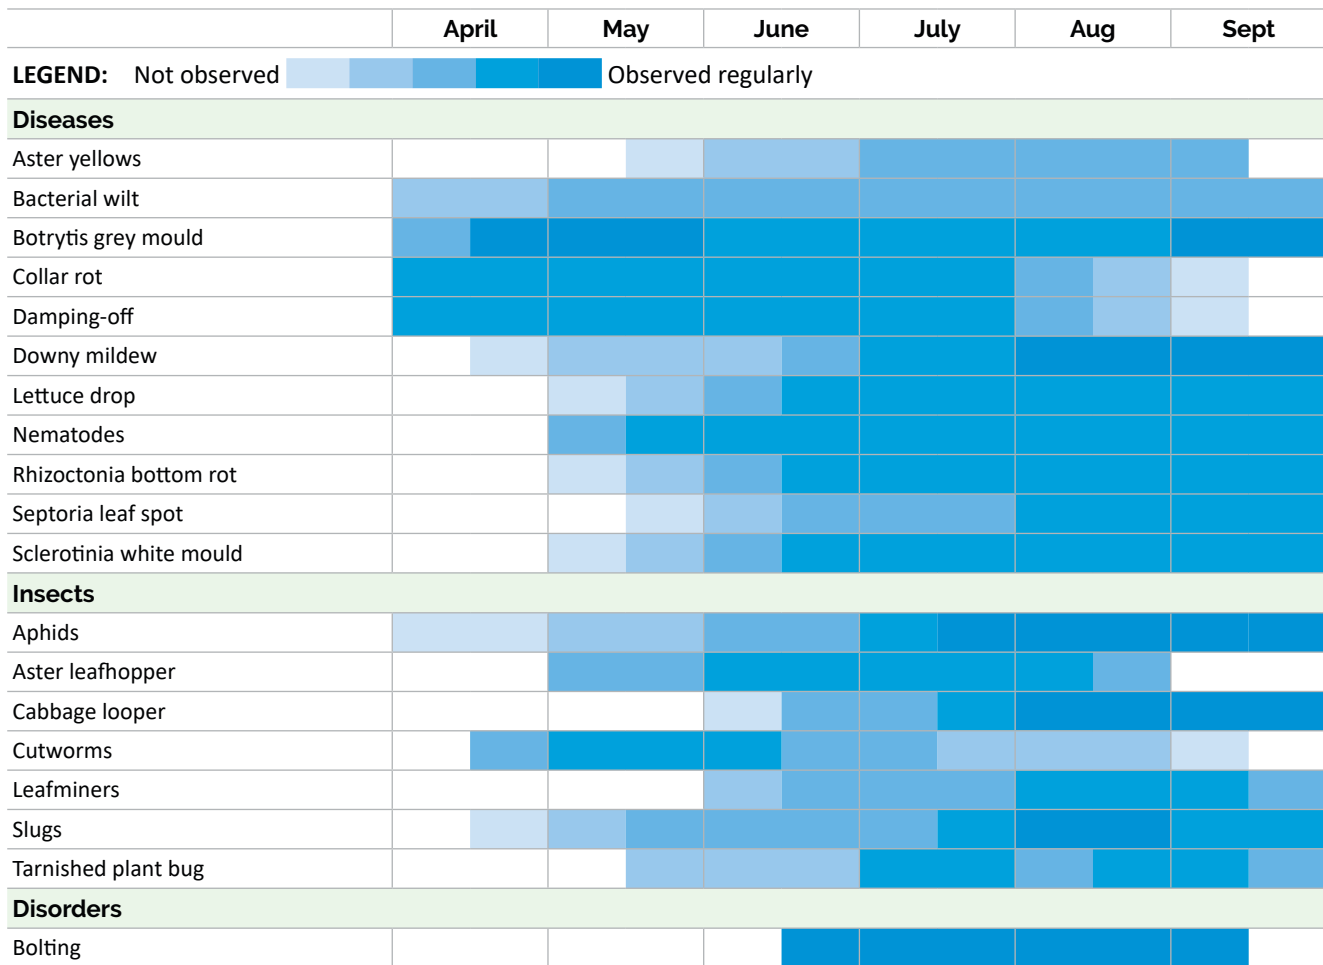 April May June July Aug Sept
LEGEND: Not observed Observed regularly
Diseases
Aster yellows
Bacterial wilt
Botrytis grey mould
Collar rot
Damping-off
Downy mildew
Lettuce drop
Nematodes
Rhizoctonia bottom rot
Septoria leaf spot
Sclerotinia white mould
Insects
Aphids
Aster leafhopper
Cabbage looper
Cutworms
Leafminers
Slugs
Tarnished plant bug
Disorders
Bolting